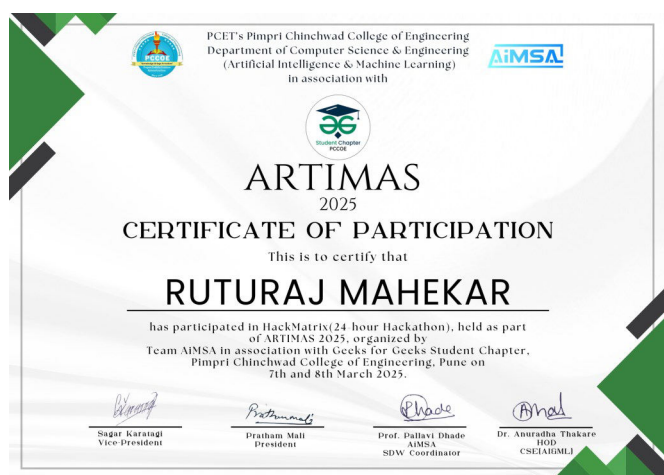 PCET's Pimpri Chinchwad College of Engineering
Department of Computer Science & Engineering
(Artificial Intelligence & Machine Learning)
in association with
PCCOE
AiMSA
Student Chapter
PCCOE
ARTIMAS
2025
CERTIFICATE OF PARTICIPATION
This is to certify that
RUTURAJ MAHEKAR
has participated in HackMatrix(24-hour Hackathon), held as part
of ARTIMAS 2025, organized by
Team AiMSA in association with Geeks for Geeks Student Chapter,
Pimpri Chinchwad College of Engineering, Pune on
7th and 8th March 2025.
Sagar Karatagi
Vice-President
Pratham Mali
President
Prof. Pallavi Dhade
AiMSA
SDW Coordinator
Dr. Anuradha Thakare
HOD
CSE[AI&ML]